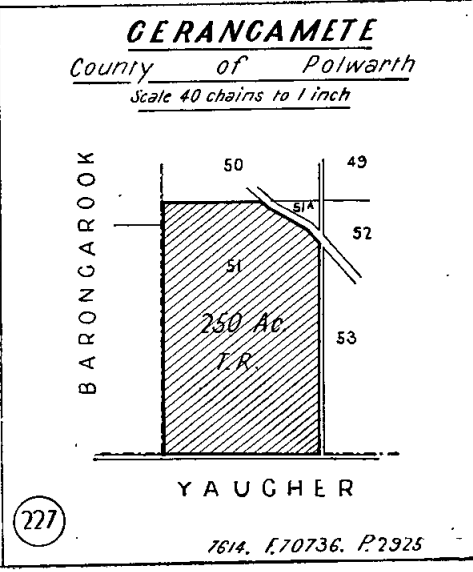 GERANGAMETE
County of Polwarth
Scale 40 chains to 1 inch
50
49
51A
52
BARONGAROOK
51
250 Ac.
T.R.
53
YAUGHER
227
7614. F.70736. P.2925